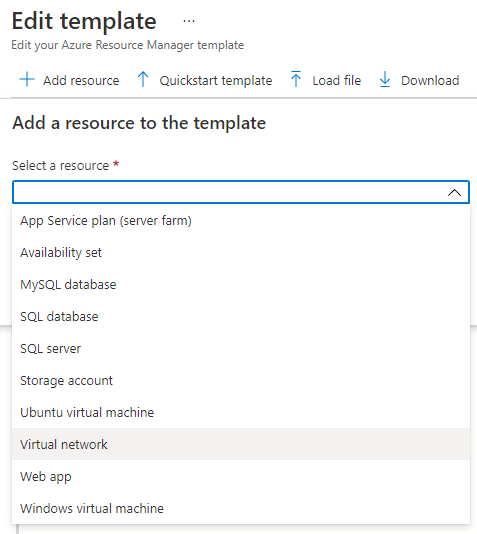 Edit template ...
Edit your Azure Resource Manager template
Add resource Quickstart template Load file Download
Add a resource to the template
Select a resource *
App Service plan (server farm)
Availability set
MySQL database
SQL database
SQL server
Storage account
Ubuntu virtual machine
Virtual network
Web app
Windows virtual machine